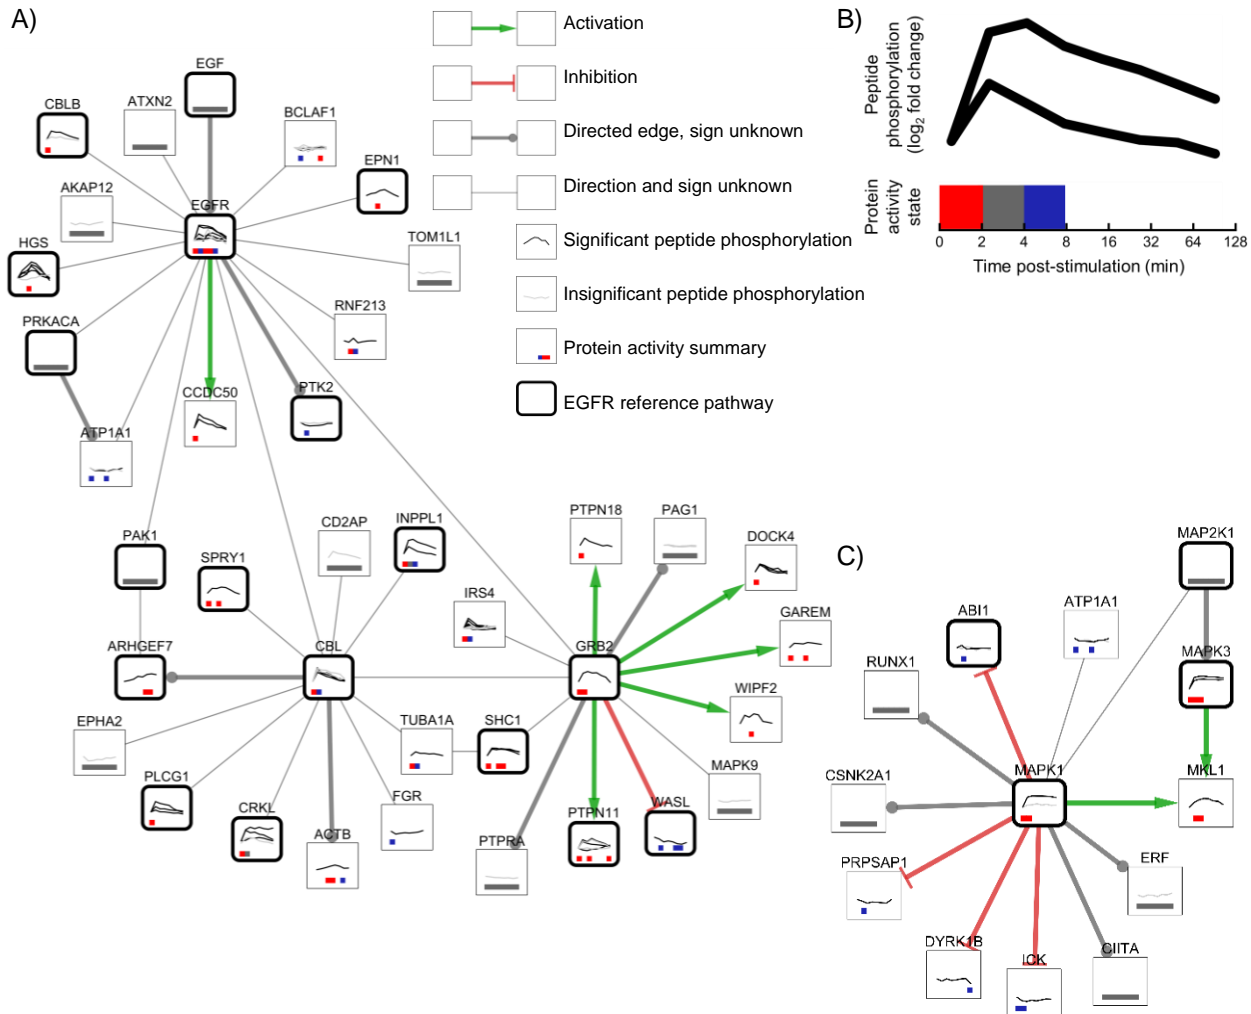 A)
Activation
Inhibition
Directed edge, sign unknown
Direction and sign unknown
Significant peptide phosphorylation
Insignificant peptide phosphorylation
Protein activity summary
EGFR reference pathway
EGF
CBLB
ATXN2
BCLAF1
EPN1
AKAP12
EGFR
TOM1L1
HGS
RNF213
PRKACA
CCDC50
PTK2
ATP1A1
PAK1
SPRY1
CD2AP
INPPL1
PTPN18
PAG1
DOCK4
IRS4
GAREM
ARHGEF7
CBL
GRB2
WIPF2
EPHA2
TUBA1A
SHC1
MAPK9
PLCG1
CRKL
ACTB
FGR
PTPRA
PTPN11
WASL
B)
Peptide
phosphorylation
(log2 fold change)
Protein
activity
state
0 2 4 8 16 32 64 128
Time post-stimulation (min)
C)
MAP2K1
ABI1
ATP1A1
RUNX1
MAPK3
CSNK2A1
MAPK1
MKL1
PRPSAP1
ERF
DYRK1B
ICK
CIITA